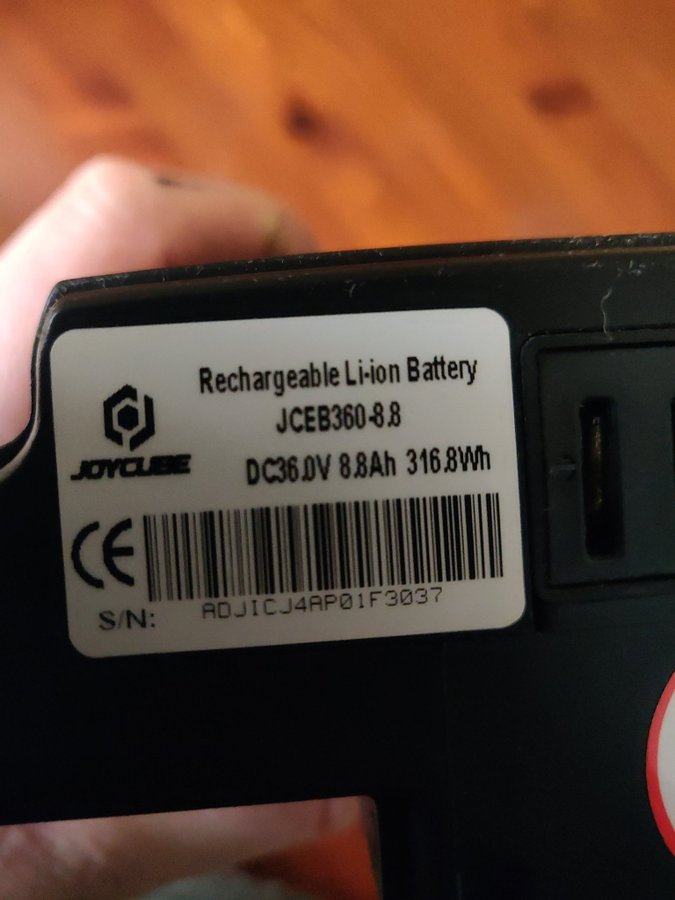 Rechargeable Li-ion Battery
JCEB360-8.8
JOYCUBE
DC36.0V 8.8Ah 316.8Wh
CE
S/N: ADJICJ4AP01F3037